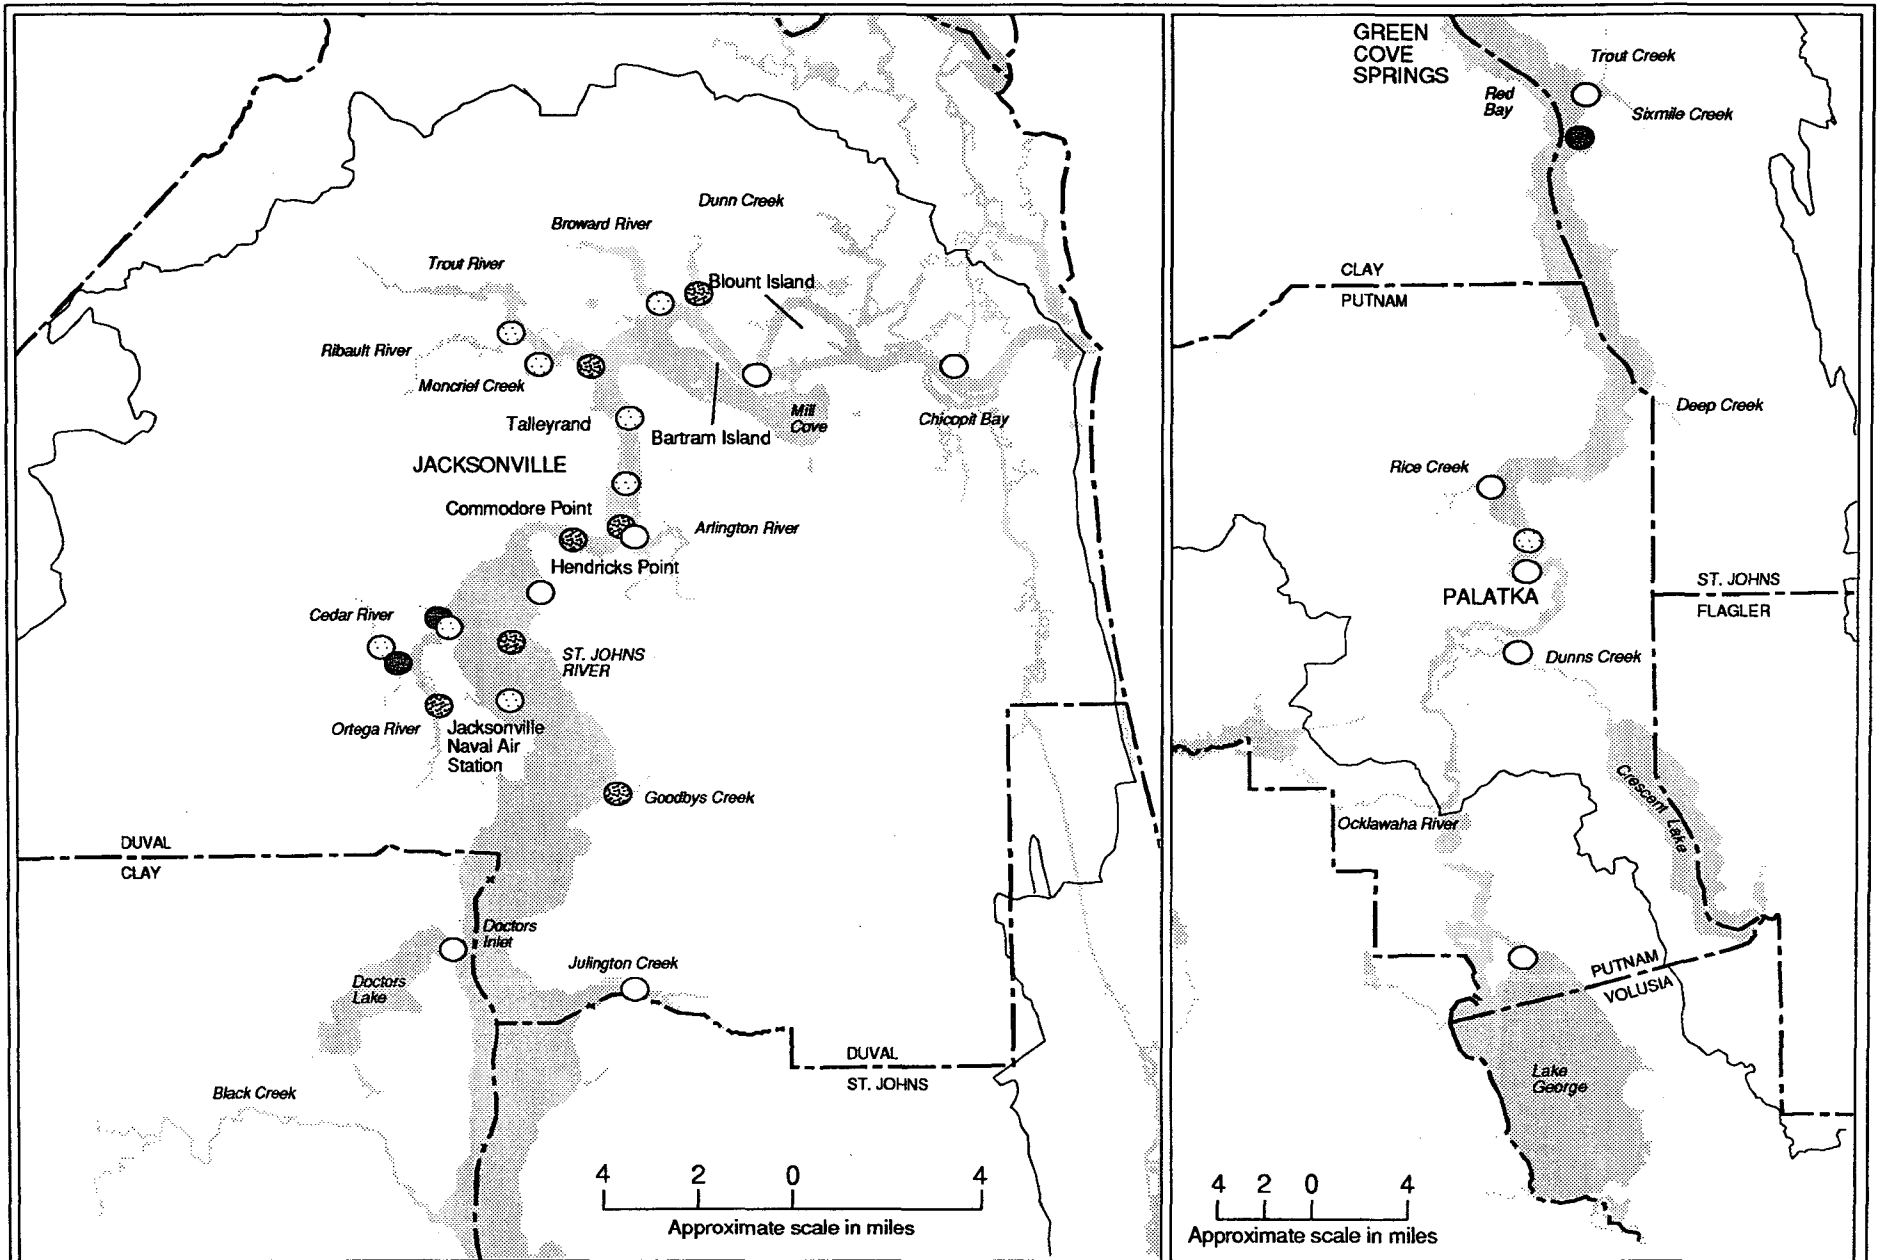 Dunn Creek
Broward River
Trout River
Blount Island
Ribault River
Moncrief Creek
Mill
Cove
Chicopit Bay
Talleyrand
Bartram Island
JACKSONVILLE
Commodore Point
Arlington River
Hendricks Point
Cedar River
ST. JOHNS
RIVER
Ortega River
Jacksonville
Naval Air
Station
Goodbys Creek
DUVAL
CLAY
Doctors
Inlet
Julington Creek
Doctors
Lake
DUVAL
ST. JOHNS
Black Creek
4 2 0 4
Approximate scale in miles
GREEN
COVE
SPRINGS
Trout Creek
Red
Bay
Sixmile Creek
CLAY
PUTNAM
Deep Creek
Rice Creek
ST. JOHNS
FLAGLER
PALATKA
Dunns Creek
Crescent Lake
Ocklawaha River
PUTNAM
VOLUSIA
Lake
George
4 2 0 4
Approximate scale in miles